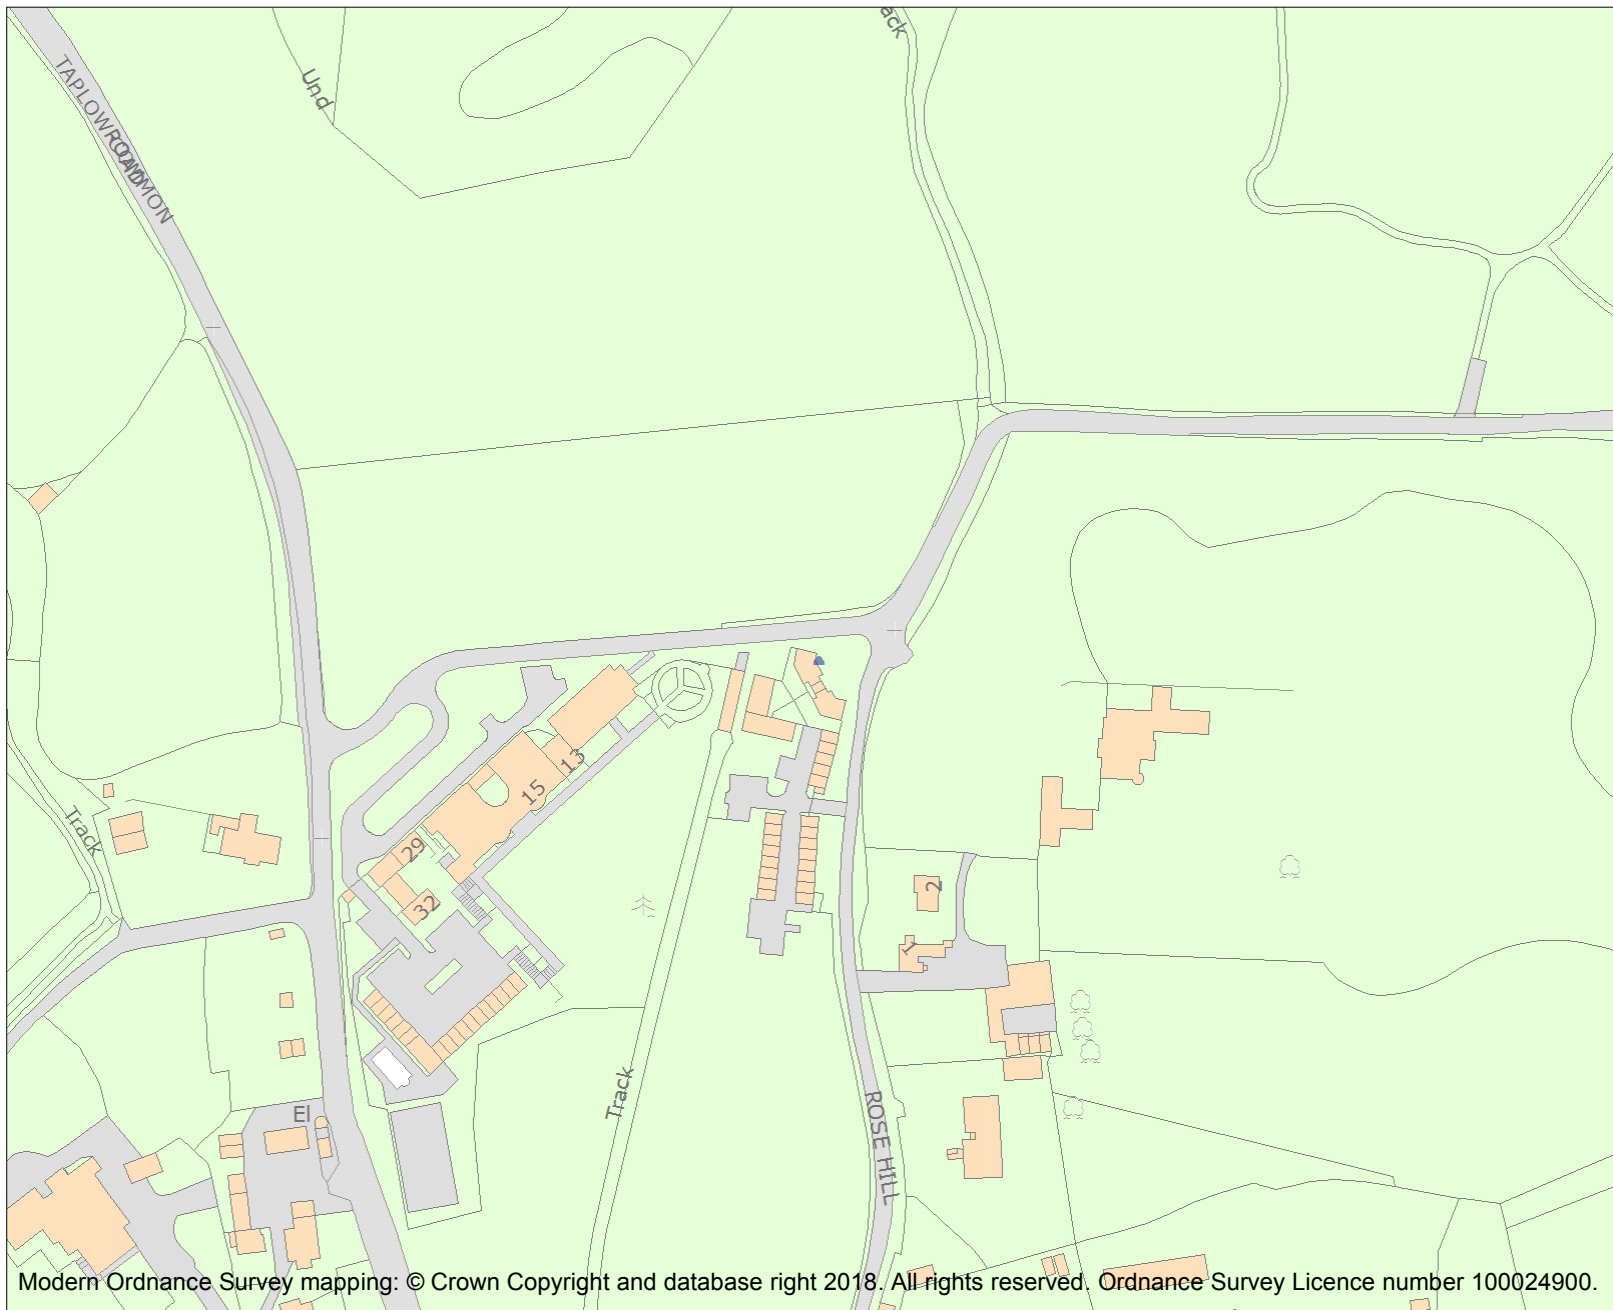 ack
Und
TAPLOW COMMON
ROAD
13
15
29
32
2
1
Track
Track
El
ROSE HILL
Modern Ordnance Survey mapping: © Crown Copyright and database right 2018. All rights reserved. Ordnance Survey Licence number 100024900.